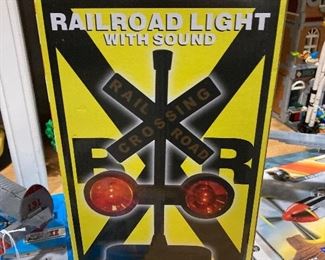 RAILROAD LIGHT
WITH SOUND
RAIL CROSSING ROAD
R R